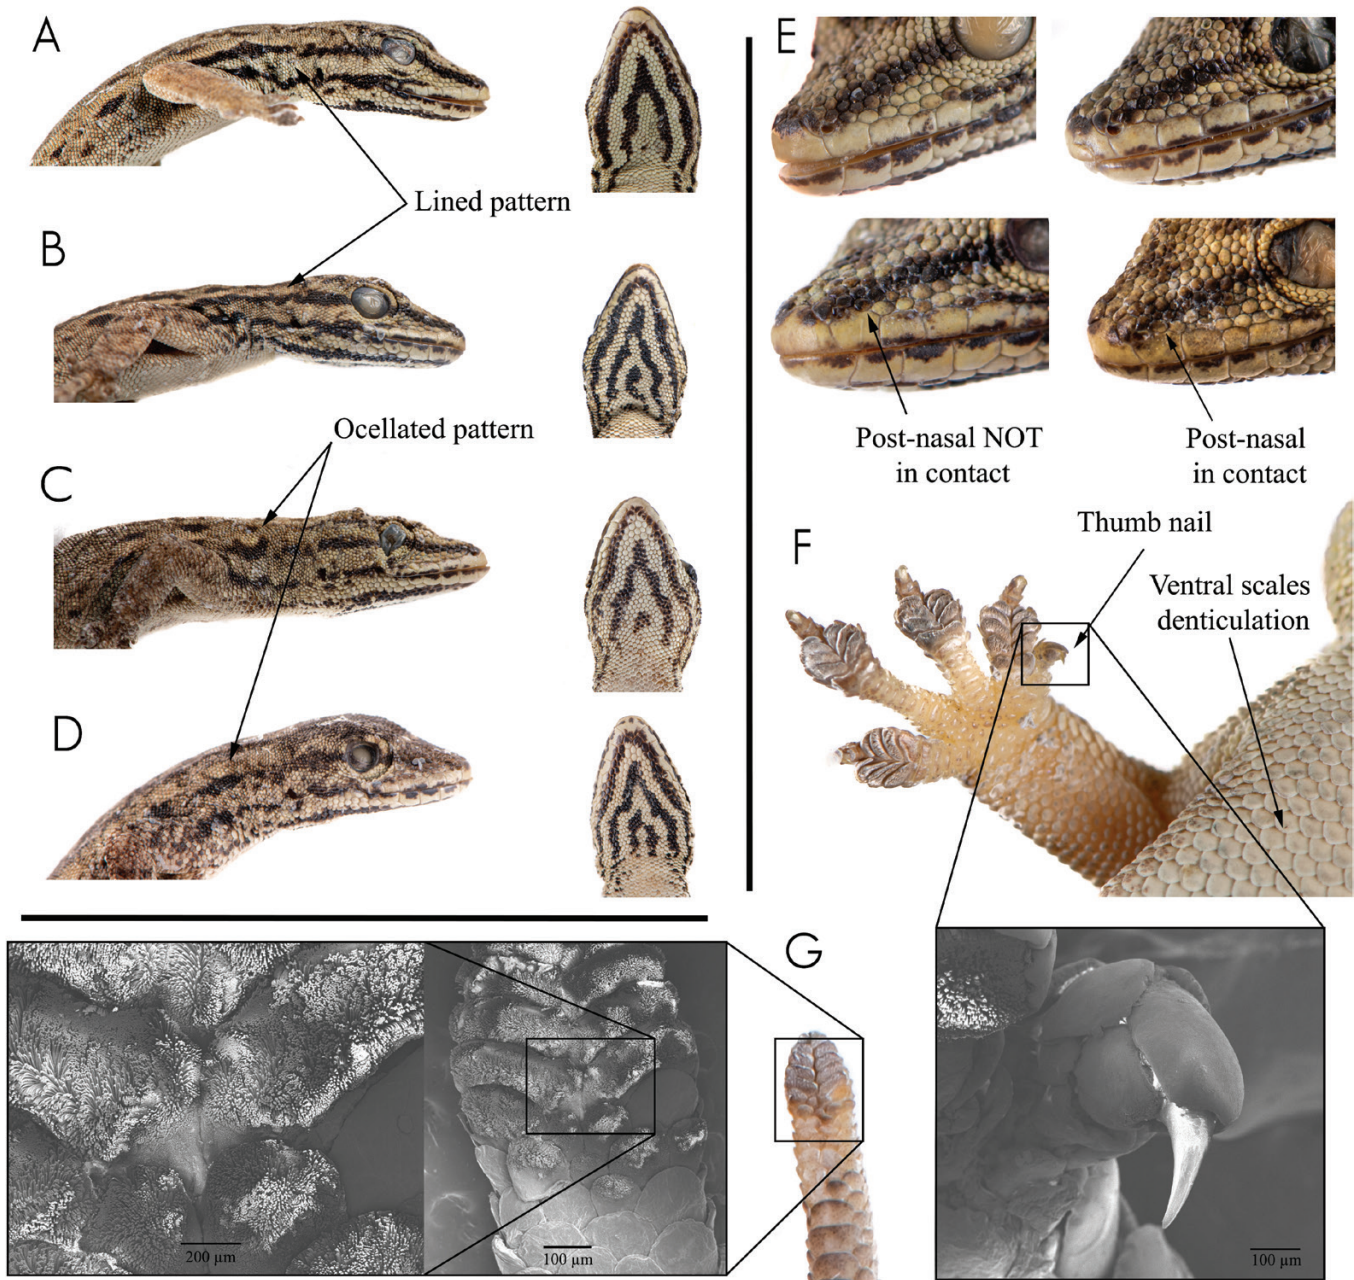 A
Lined pattern
B
Ocellated pattern
C
D
E
Post-nasal NOT
in contact
Post-nasal
in contact
F
Thumb nail
Ventral scales
denticulation
G
200 µm
100 µm
100 µm